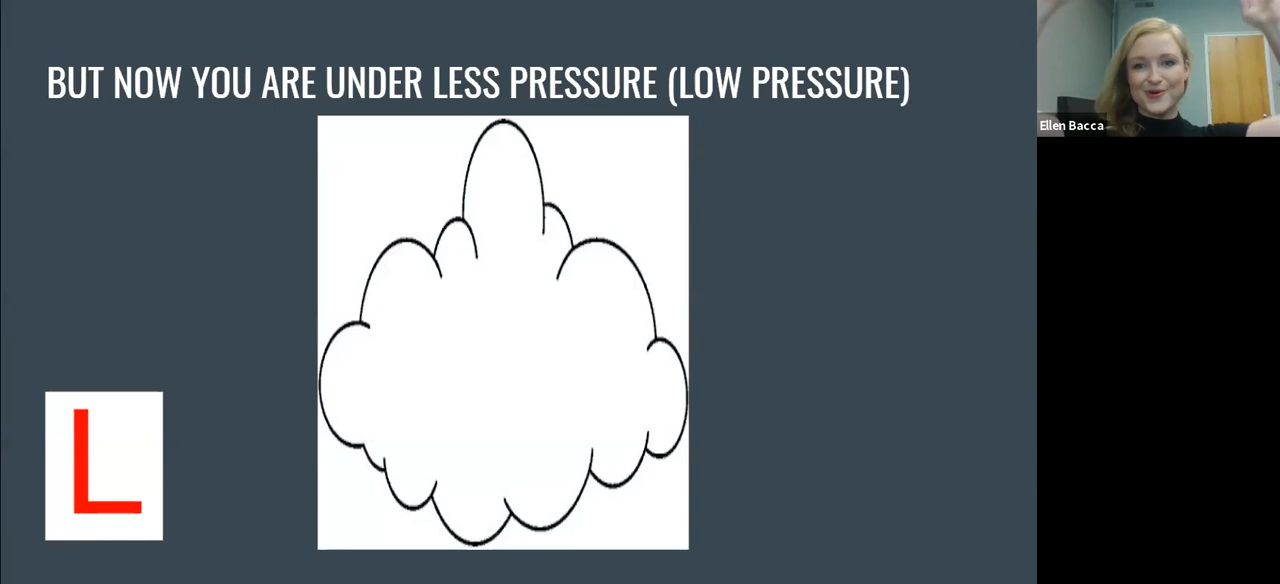 BUT NOW YOU ARE UNDER LESS PRESSURE (LOW PRESSURE)
Ellen Bacca
L